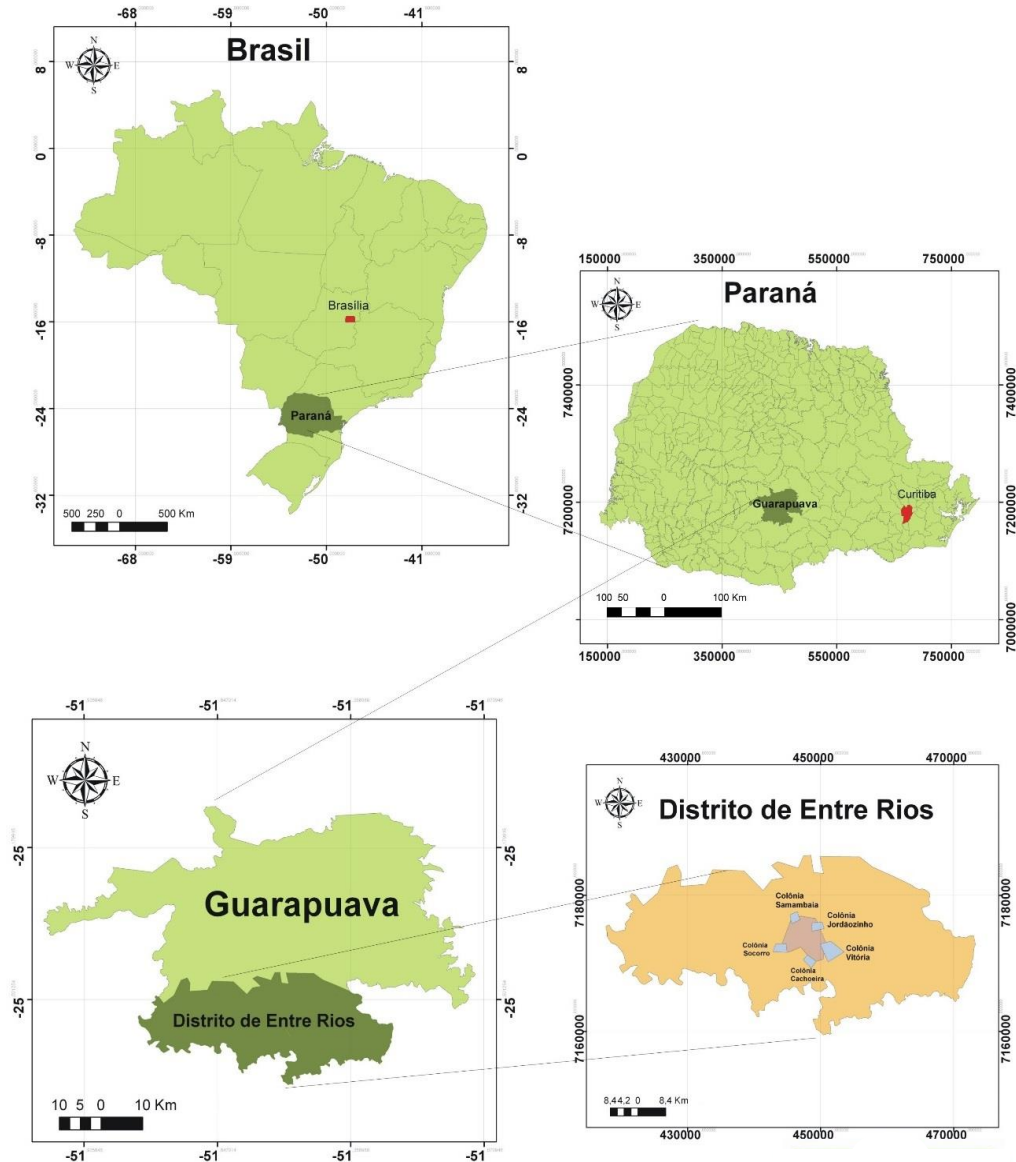 -68 -59 -50 -41
Brasil
N
W E
S
8 8
0 0
-8 -8
Brasília
-16 -16
-24 -24
Paraná
-32 -32
500 250 0 500 Km
-68 -59 -50 -41
150000 350000 550000 750000
Paraná
N
W E
S
7400000 7400000
Guarapuava
Curitiba
7200000 7200000
100 50 0 100 Km
7000000
150000 350000 550000 750000
-51 -51 -51 -51
N
W E
S
-25 -25
Guarapuava
-25 -25
Distrito de Entre Rios
10 5 0 10 Km
-51 -51 -51 -51
430000 450000 470000
N
W E
S
Distrito de Entre Rios
7180000 7180000
Colônia
Samambaia
Colônia
Jordãozinho
Colônia
Socorro
Colônia
Vitória
Colônia
Cachoeira
7160000 7160000
8,44,2 0 8,4 Km
430000 450000 470000